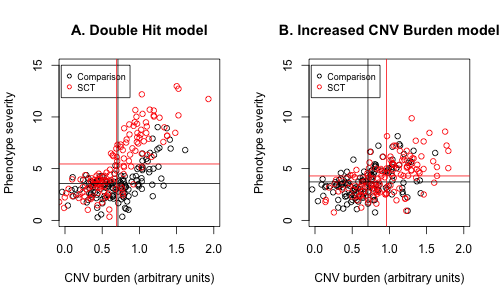 A. Double Hit model
Phenotype severity
15
10
5
0
Comparison
SCT
0.0 0.5 1.0 1.5 2.0
CNV burden (arbitrary units)
B. Increased CNV Burden model
Phenotype severity
15
10
5
0
Comparison
SCT
0.0 0.5 1.0 1.5 2.0
CNV burden (arbitrary units)